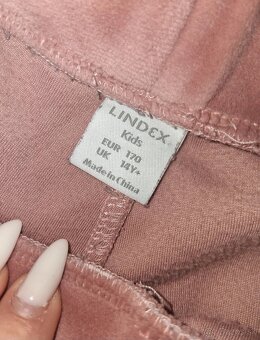 LINDEX
Kids
EUR 170
UK 14Y+
Made in China